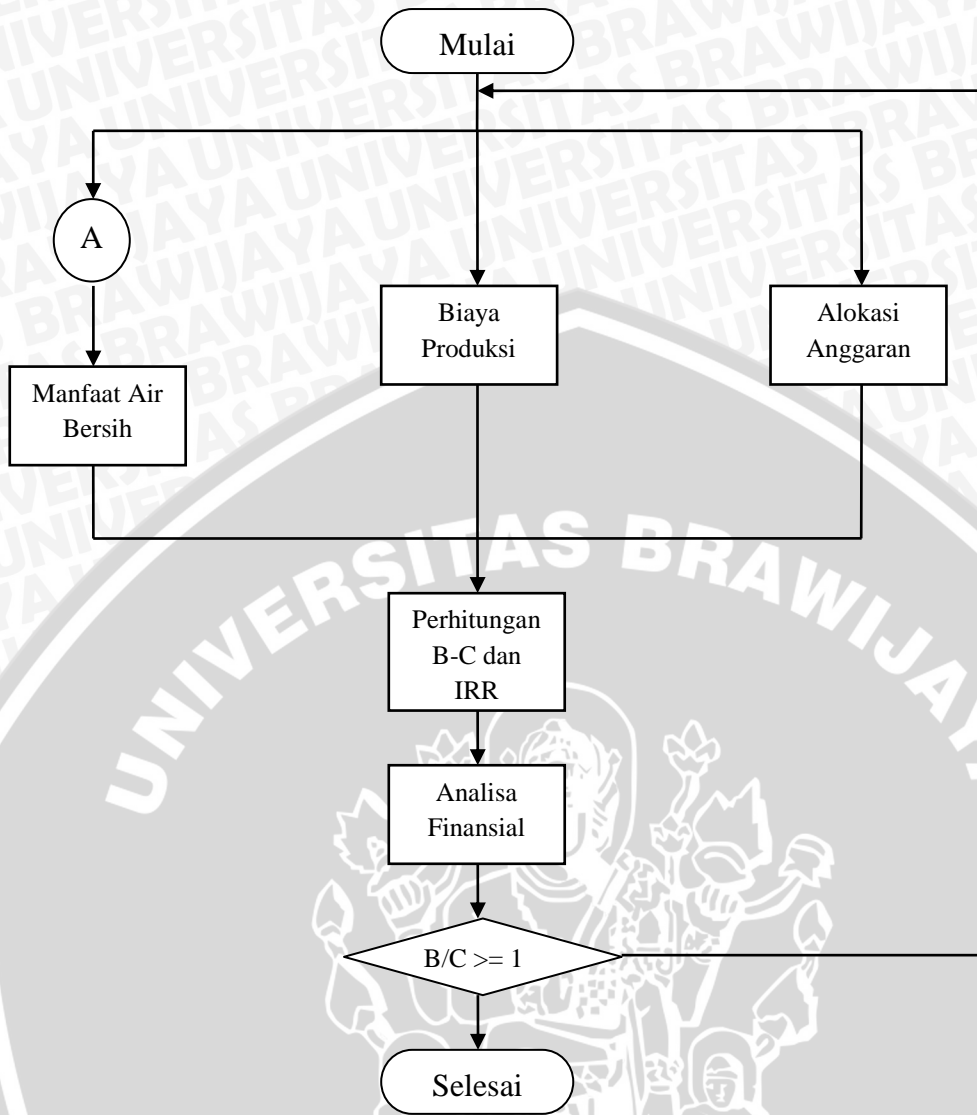 Mulai
A
Biaya
Produksi
Alokasi
Anggaran
Manfaat Air
Bersih
UNIVERSITAS BRAWIJAYA
Perhitungan
B-C dan
IRR
Analisa
Finansial
B/C >= 1
Selesai